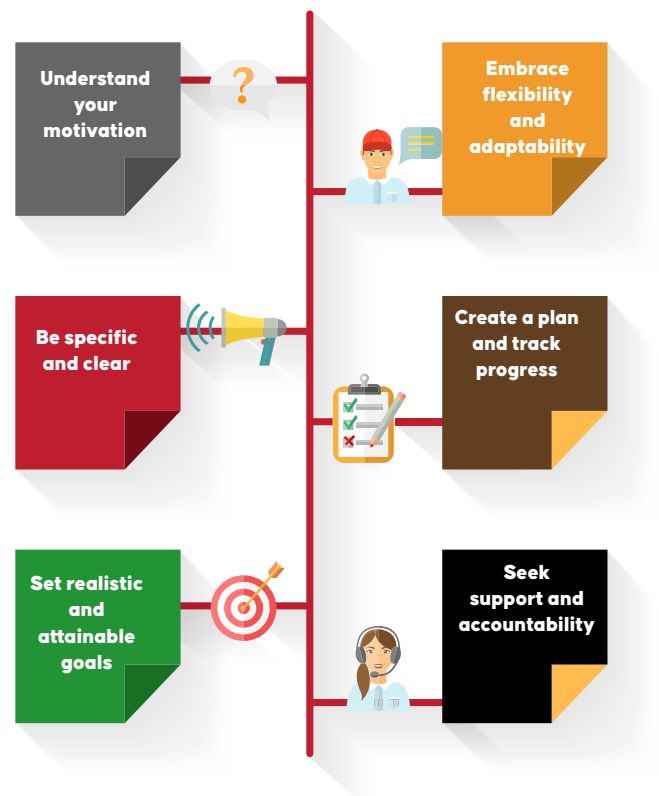 Understand
your
motivation
?
Embrace
flexibility
and
adaptability
Be specific
and clear
Create a plan
and track
progress
Set realistic
and
attainable
goals
Seek
support and
accountability